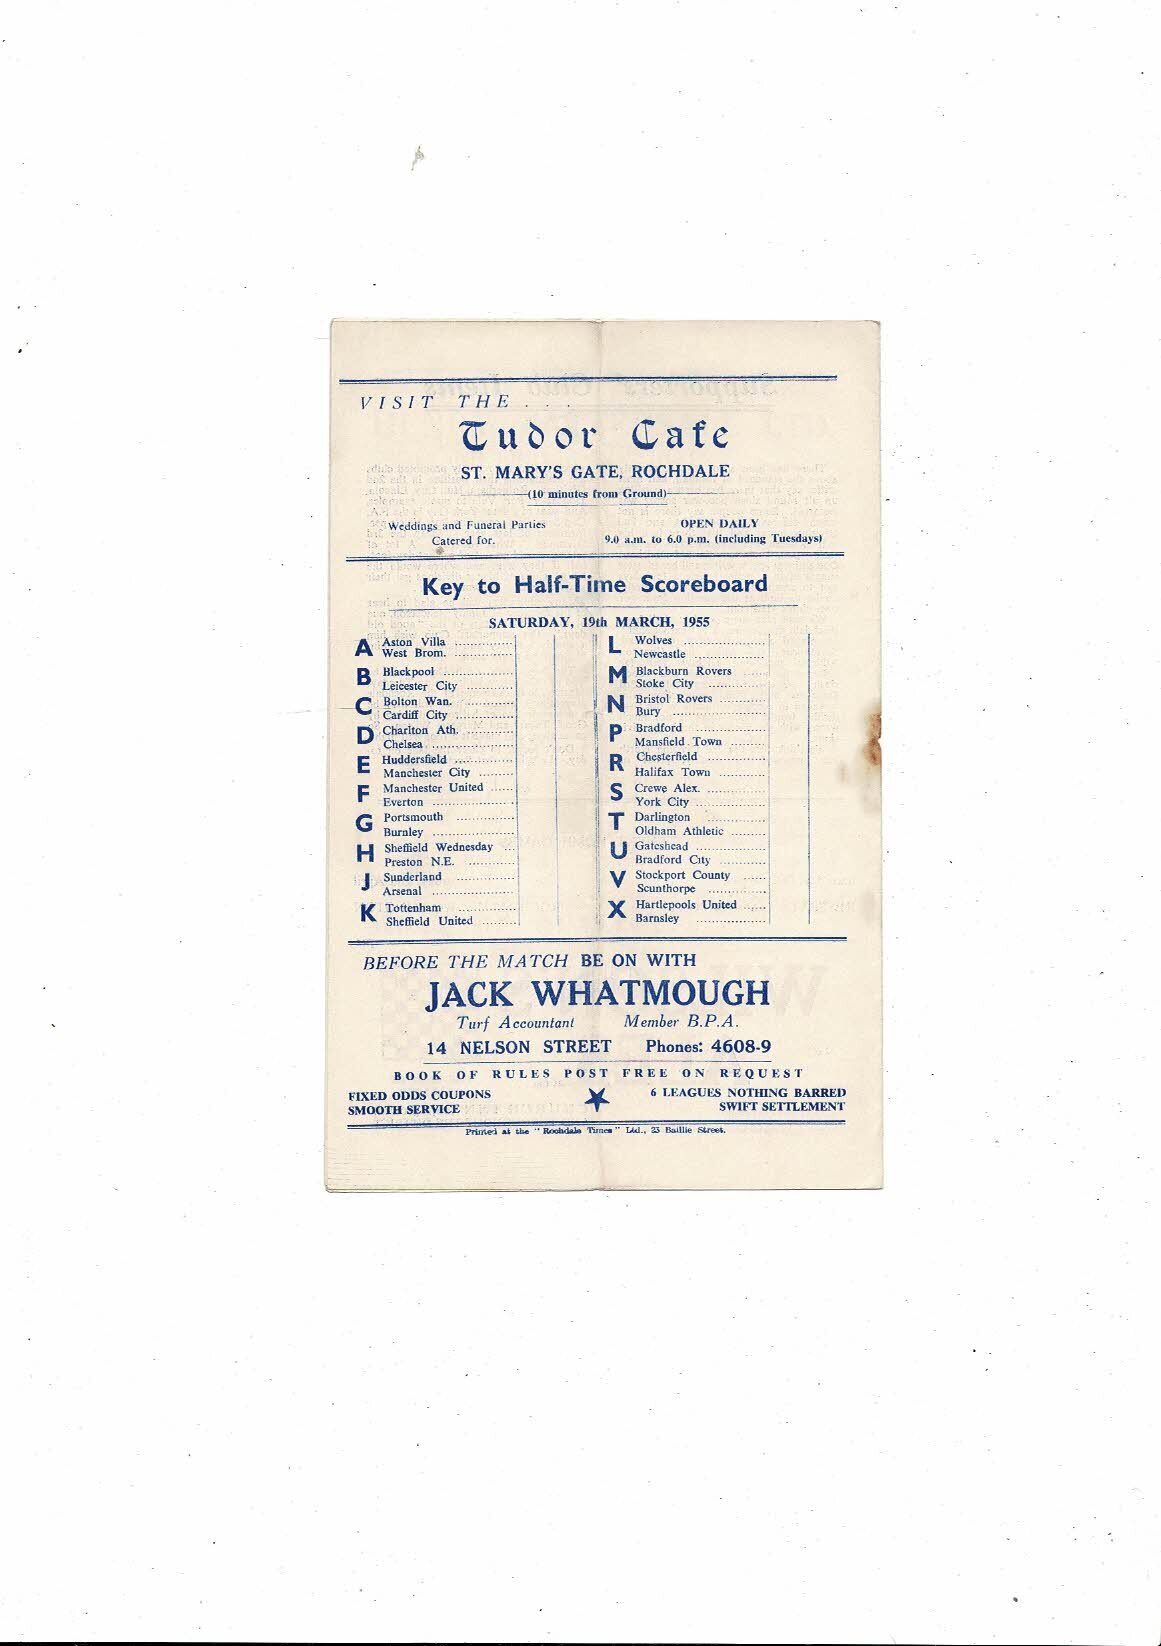 VISIT THE . . .
Tudor Cafe
ST. MARY'S GATE, ROCHDALE
(10 minutes from Ground)
Weddings and Funeral Parties
Catered for.
OPEN DAILY
9.0 a.m. to 6.0 p.m. (including Tuesdays)
Key to Half-Time Scoreboard
SATURDAY, 19th MARCH, 1955
A Aston Villa
West Brom.
B Blackpool
Leicester City
C Bolton Wan.
Cardiff City
D Charlton Ath.
Chelsea
E Huddersfield
Manchester City
F Manchester United
Everton
G Portsmouth
Burnley
H Sheffield Wednesday
Preston N.E.
J Sunderland
Arsenal
K Tottenham
Sheffield United
L Wolves
Newcastle
M Blackburn Rovers
Stoke City
N Bristol Rovers
Bury
P Bradford
Mansfield Town
R Chesterfield
Halifax Town
S Crewe Alex.
York City
T Darlington
Oldham Athletic
U Gateshead
Bradford City
V Stockport County
Scunthorpe
X Hartlepools United
Barnsley
BEFORE THE MATCH BE ON WITH
JACK WHATMOUGH
Turf Accountant Member B.P.A.
14 NELSON STREET Phones: 4608-9
BOOK OF RULES POST FREE ON REQUEST
FIXED ODDS COUPONS
SMOOTH SERVICE
6 LEAGUES NOTHING BARRED
SWIFT SETTLEMENT
Printed at the "Rochdale Times" Ltd., 23 Baillie Street.